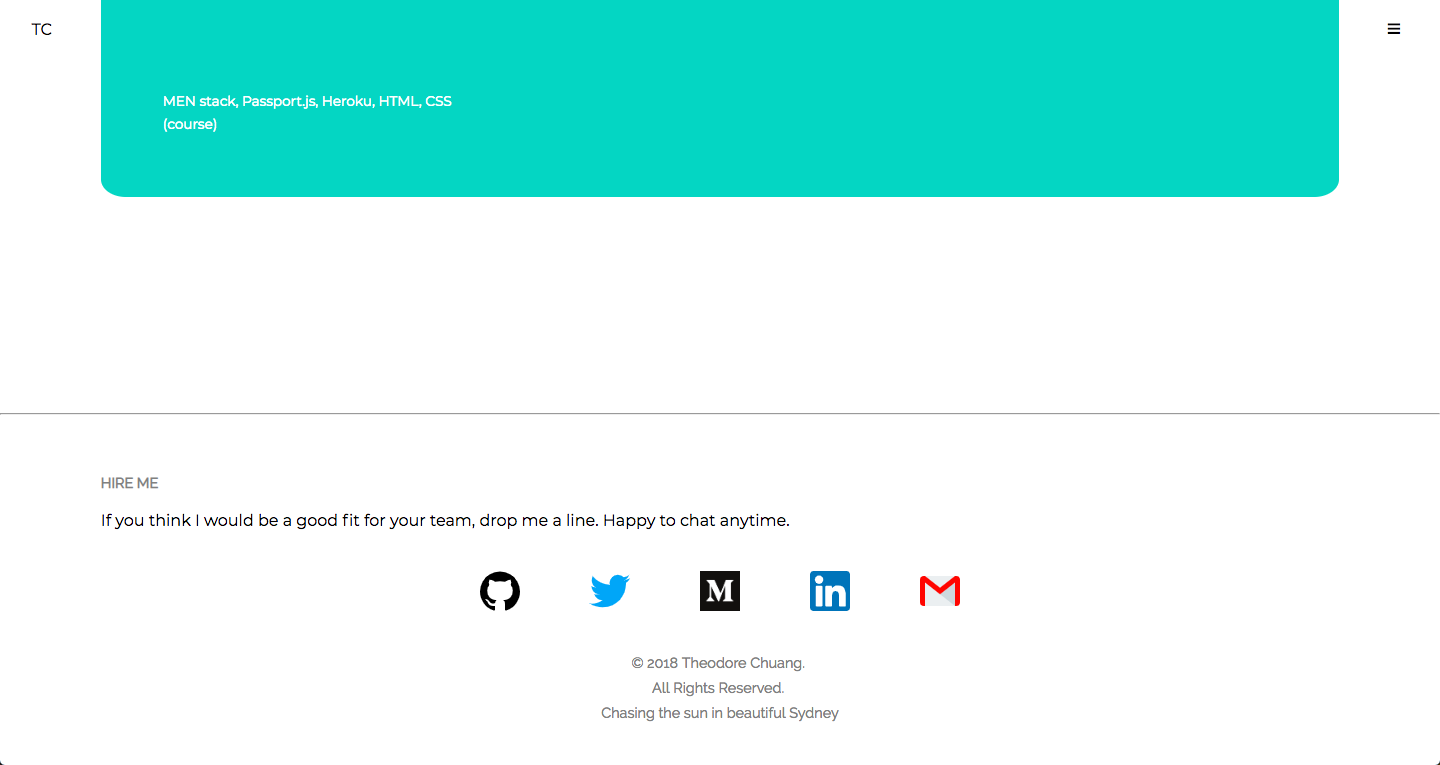 TC
MEN stack, Passport.js, Heroku, HTML, CSS
(course)
HIRE ME
If you think I would be a good fit for your team, drop me a line. Happy to chat anytime.
M
in
© 2018 Theodore Chuang.
All Rights Reserved.
Chasing the sun in beautiful Sydney